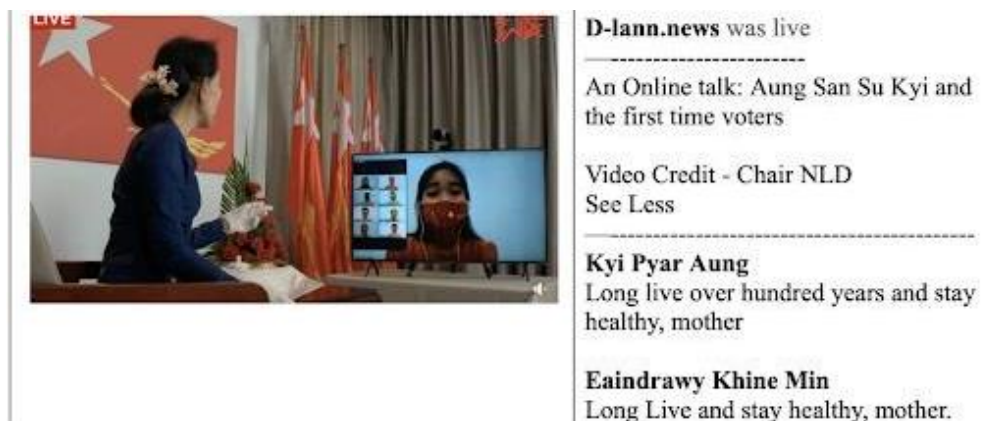 LIVE
D-lann.news was live
------------------------
An Online talk: Aung San Su Kyi and
the first time voters
Video Credit - Chair NLD
See Less
--------------------------------------------
Kyi Pyar Aung
Long live over hundred years and stay
healthy, mother
Eaindrawy Khine Min
Long Live and stay healthy, mother.